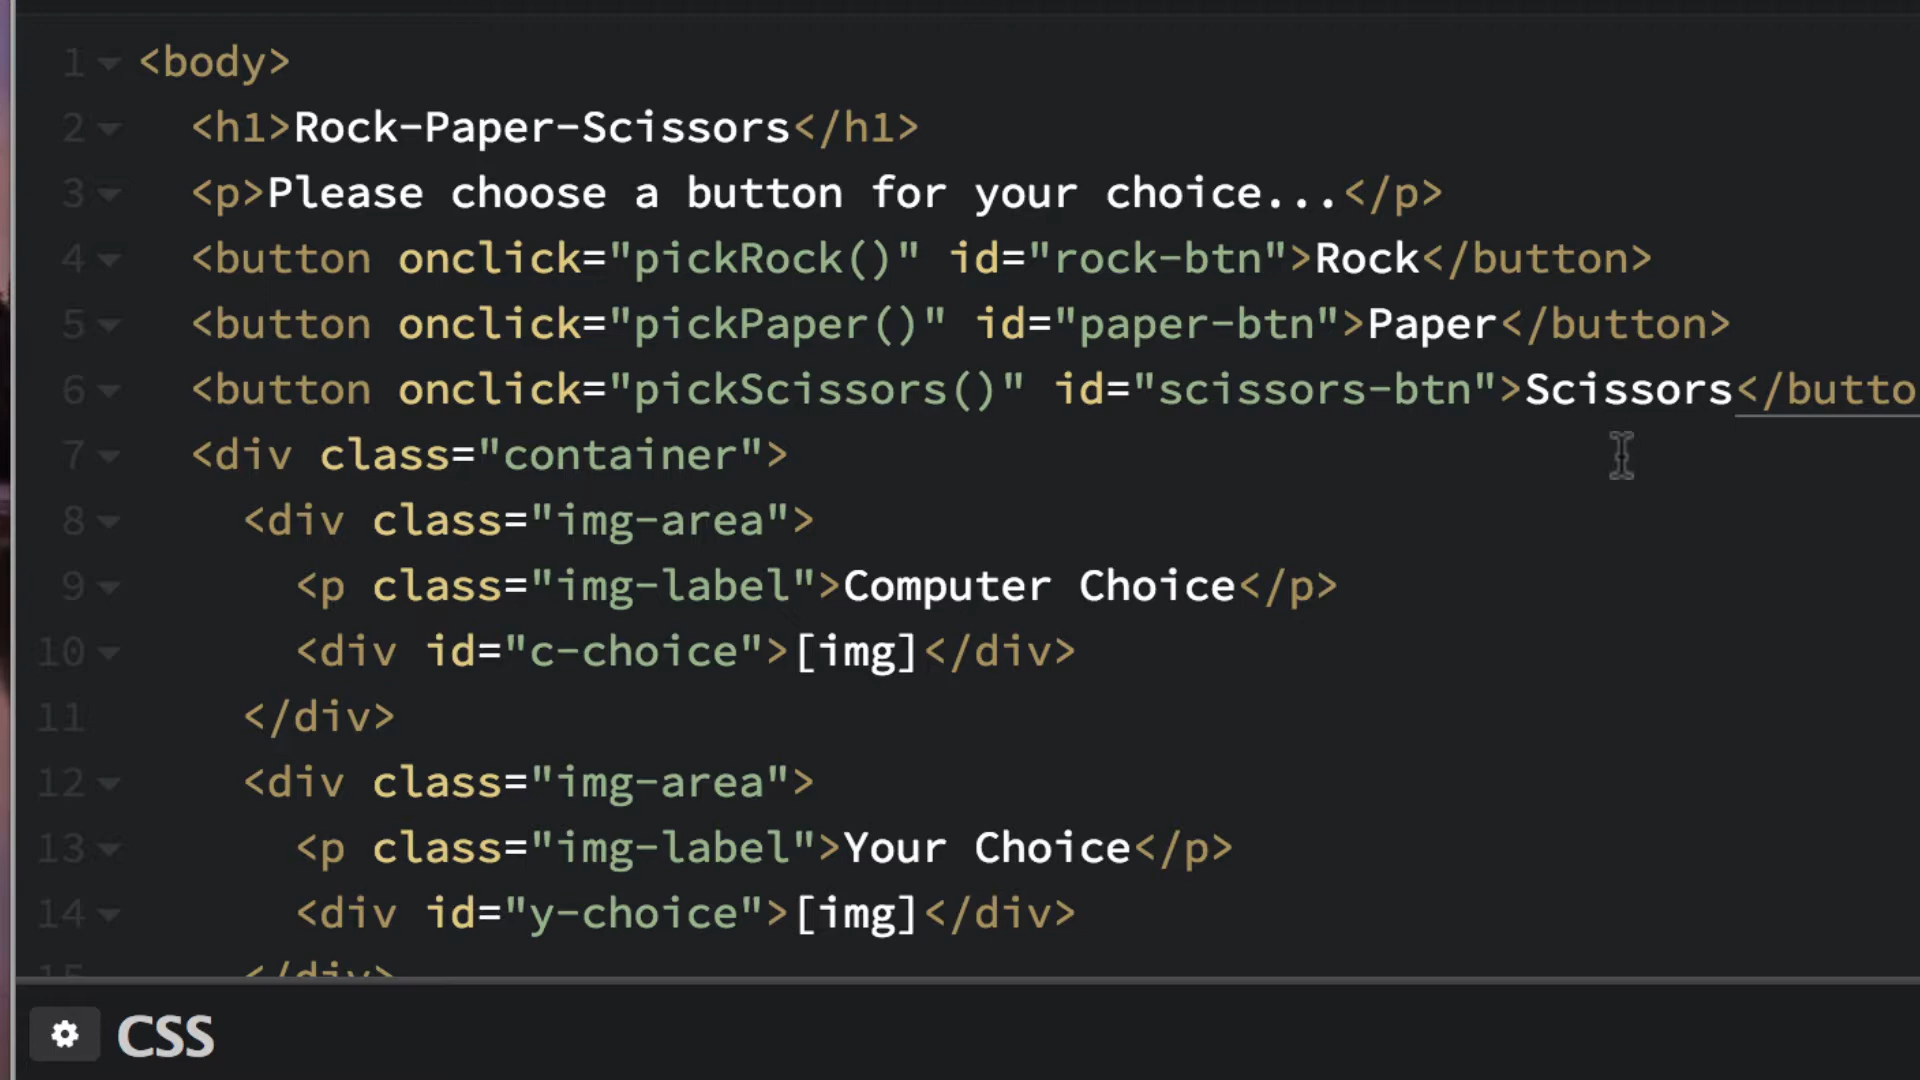 1 <body>
2 <h1>Rock-Paper-Scissors</h1>
3 <p>Please choose a button for your choice...</p>
4 <button onclick="pickRock()" id="rock-btn">Rock</button>
5 <button onclick="pickPaper()" id="paper-btn">Paper</button>
6 <button onclick="pickScissors()" id="scissors-btn">Scissors</butto
7 <div class="container">
8 <div class="img-area">
9 <p class="img-label">Computer Choice</p>
10 <div id="c-choice">[img]</div>
11 </div>
12 <div class="img-area">
13 <p class="img-label">Your Choice</p>
14 <div id="y-choice">[img]</div>
15 </div>
CSS